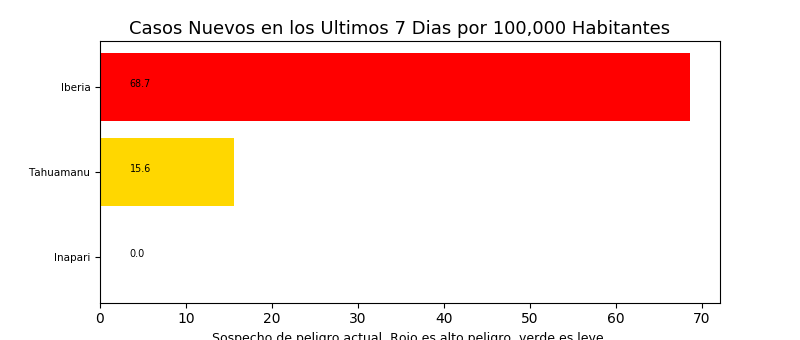 Casos Nuevos en los Ultimos 7 Dias por 100,000 Habitantes
Iberia
68.7
Tahuamanu
15.6
Inapari
0.0
0 10 20 30 40 50 60 70
Sospecho de peligro actual. Rojo es alto peligro, verde es leve